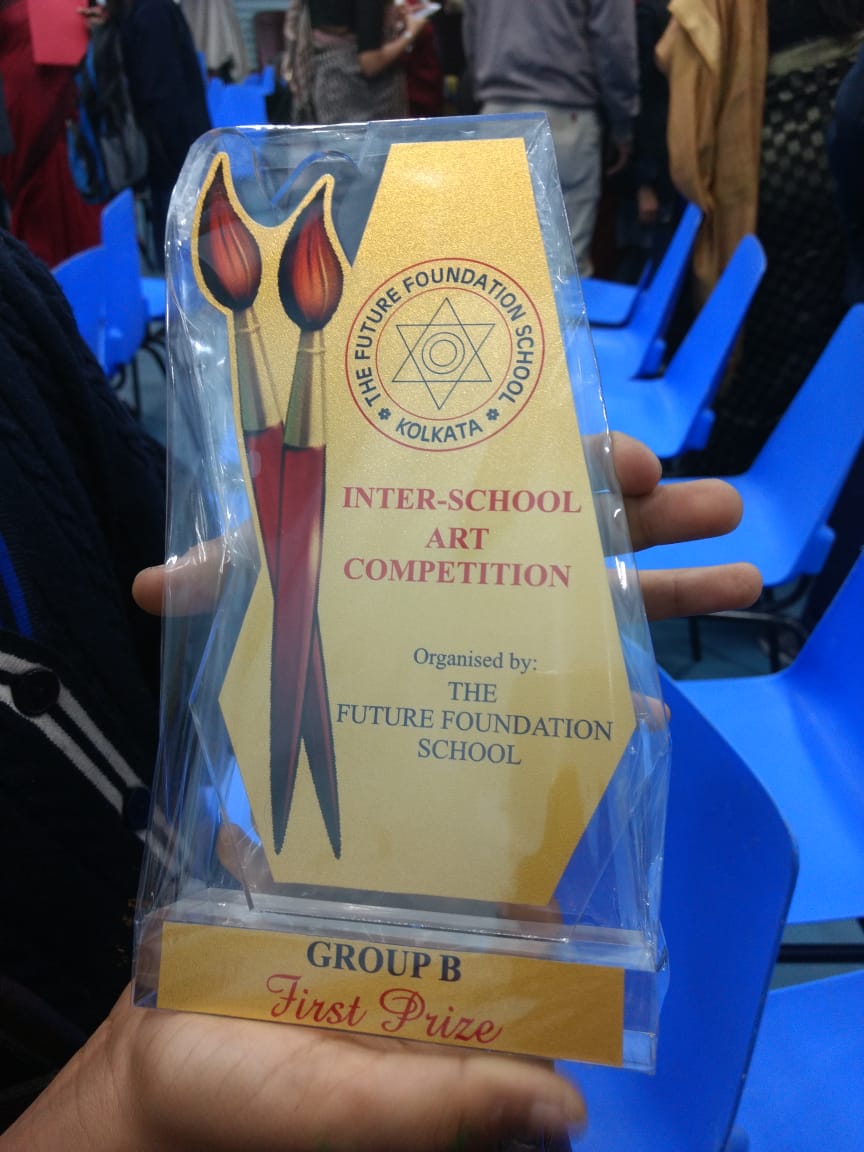 THE FUTURE FOUNDATION SCHOOL
KOLKATA
INTER-SCHOOL
ART
COMPETITION
Organised by:
THE
FUTURE FOUNDATION
SCHOOL
GROUP B
First Prize